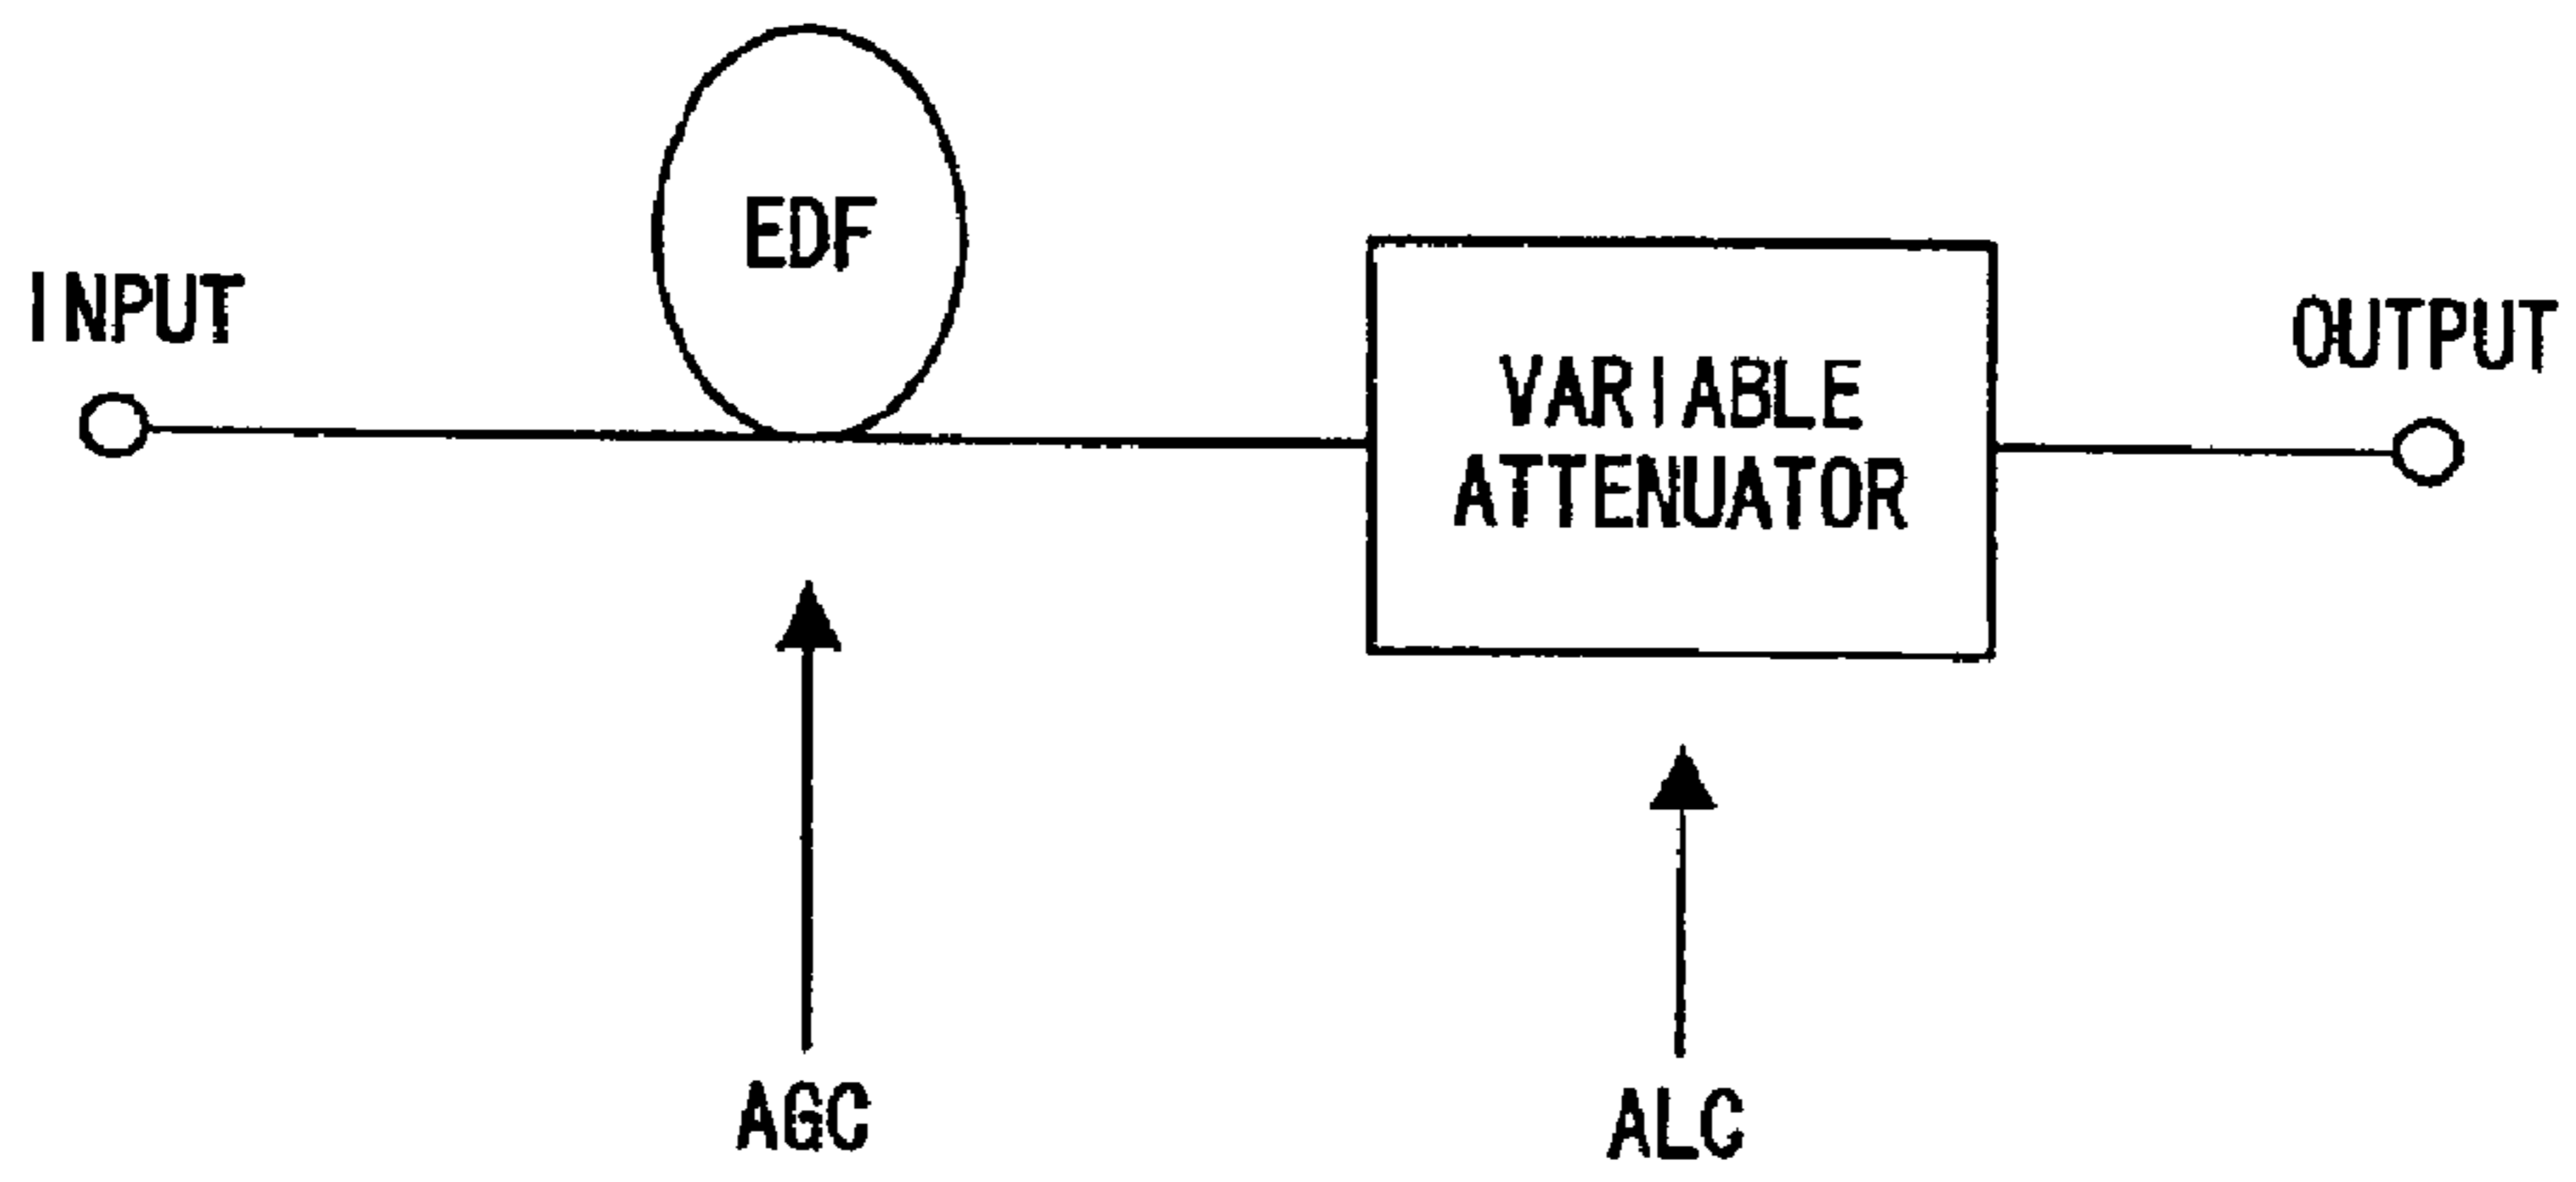 EDF
INPUT
OUTPUT
VARIABLE
ATTENUATOR
AGC
ALC